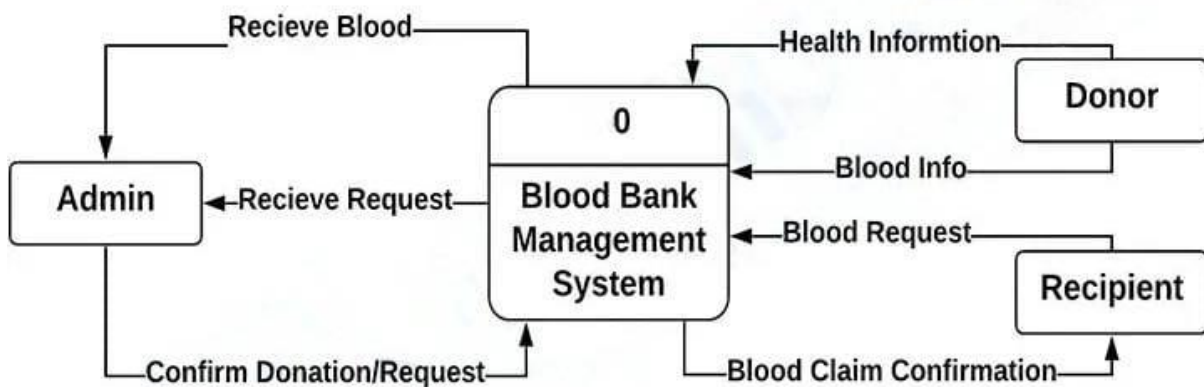 Recieve Blood
Health Informtion
Donor
0
Blood Info
Admin
Recieve Request
Blood Bank
Management
System
Blood Request
Recipient
Confirm Donation/Request
Blood Claim Confirmation